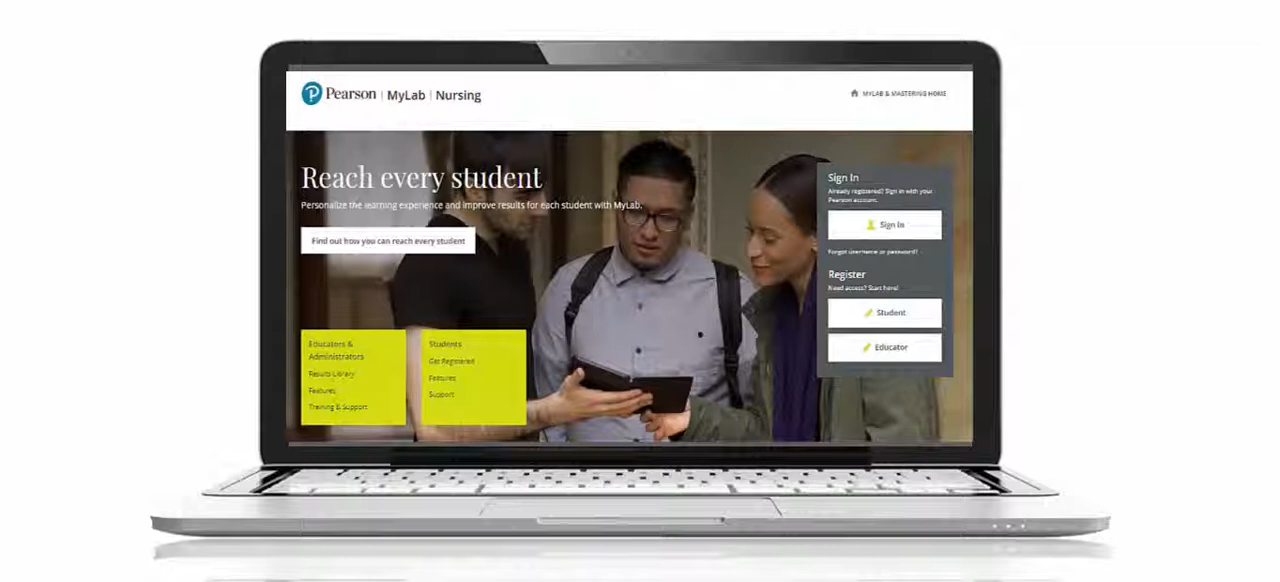 Pearson | MyLab | Nursing
MYLAB & MASTERING HOME
Reach every student
Personalize the learning experience and improve results for each student with MyLab.
Find out how you can reach every student
Educators &
Administrators
Results Library
Features
Training & Support
Students
Get Registered
Features
Support
Sign In
Already registered? Sign in with your
Pearson account.
Sign In
Forgot username or password?
Register
Need access? Start here!
Student
Educator